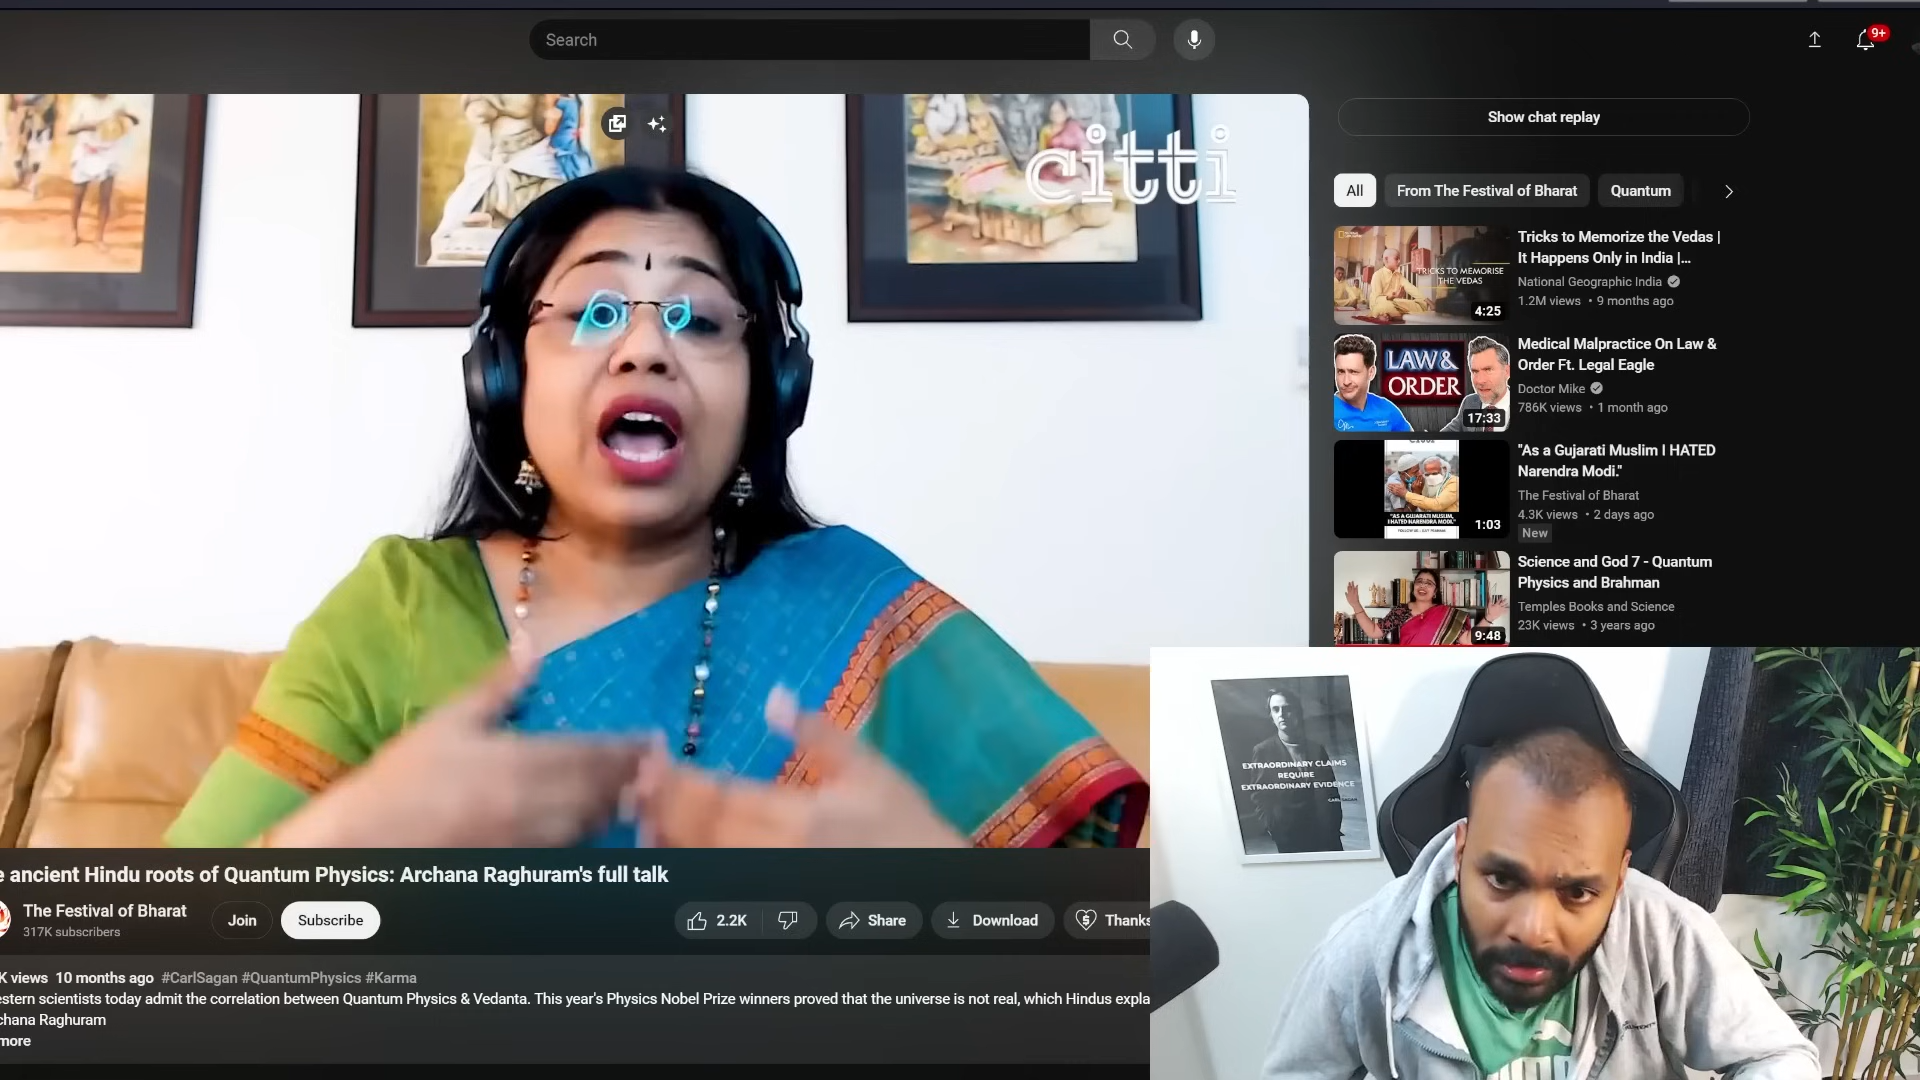 Search
9+
citti
Show chat replay
All
From The Festival of Bharat
Quantum
TRICKS TO MEMORISE
THE VEDAS
4:25
Tricks to Memorize the Vedas |
It Happens Only in India |...
National Geographic India
1.2M views • 9 months ago
LAW &
ORDER
17:33
Medical Malpractice On Law &
Order Ft. Legal Eagle
Doctor Mike
786K views • 1 month ago
"AS A GUJARATI MUSLIM,
I HATED NARENDRA MODI."
1:03
"As a Gujarati Muslim I HATED
Narendra Modi."
The Festival of Bharat
4.3K views • 2 days ago
New
9:48
Science and God 7 - Quantum
Physics and Brahman
Temples Books and Science
23K views • 3 years ago
EXTRAORDINARY CLAIMS
REQUIRE
EXTRAORDINARY EVIDENCE
CARL SAGAN
e ancient Hindu roots of Quantum Physics: Archana Raghuram's full talk
The Festival of Bharat
317K subscribers
Join
Subscribe
2.2K
Share
Download
Thanks
K views 10 months ago #CarlSagan #QuantumPhysics #Karma
estern scientists today admit the correlation between Quantum Physics & Vedanta. This year's Physics Nobel Prize winners proved that the universe is not real, which Hindus expla
chana Raghuram
more